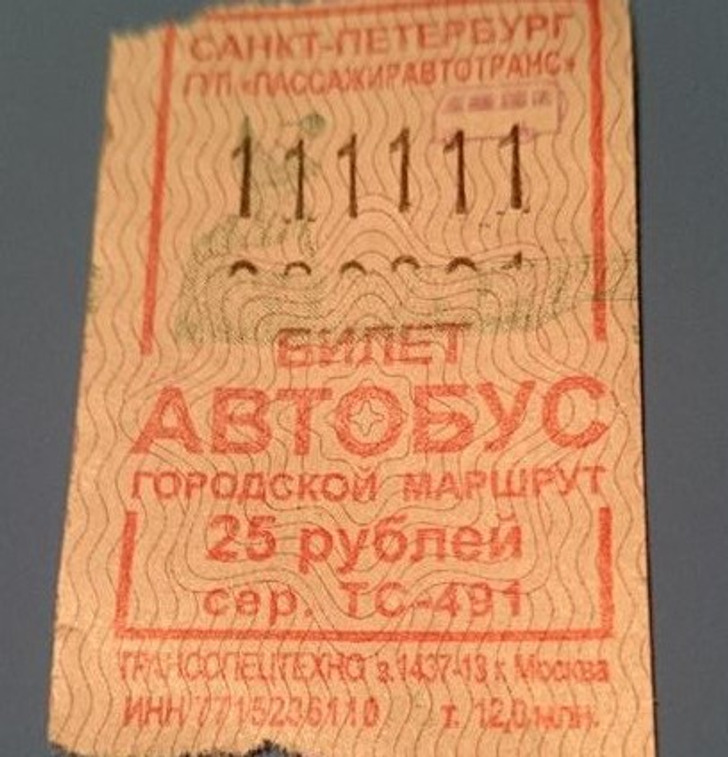 САНКТ-ПЕТЕРБУРГ
ГУП «ПАССАЖИРАВТОТРАНС»
111111
БИЛЕТ
АВТОБУС
ГОРОДСКОЙ МАРШРУТ
25 рублей
сер. ТС-491
ТРАНССПЕЦТЕХНО з.1437-13 г. Москва
ИНН 7715236110 т. 12,0 млн.